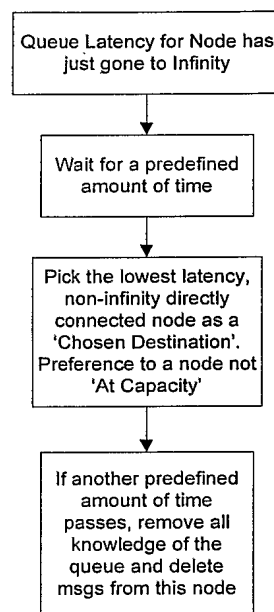 Queue Latency for Node has
just gone to Infinity
Wait for a predefined
amount of time
Pick the lowest latency,
non-infinity directly
connected node as a
'Chosen Destination'.
Preference to a node not
'At Capacity'
If another predefined
amount of time
passes, remove all
knowledge of the
queue and delete
msgs from this node